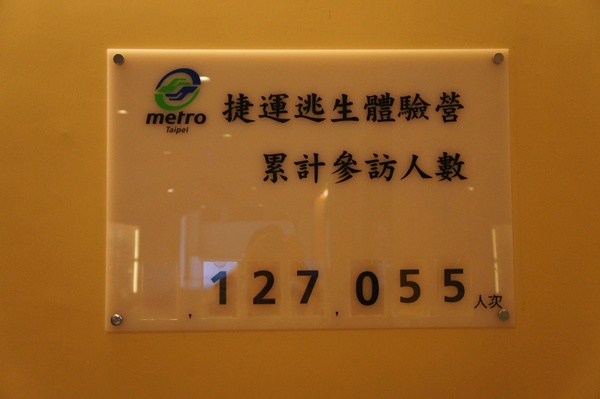 metro
Taipei
捷運逃生體驗營
累計參訪人數
,127,055人次